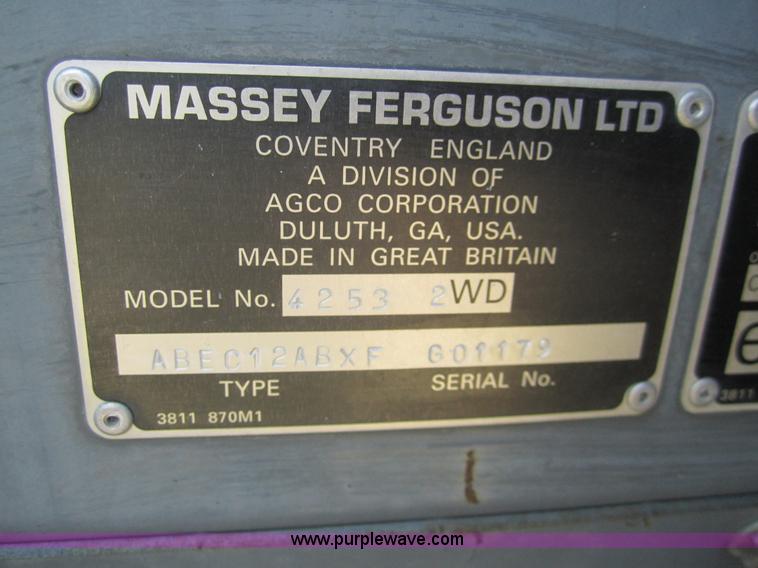 MASSEY FERGUSON LTD
COVENTRY ENGLAND
A DIVISION OF
AGCO CORPORATION
DULUTH, GA, USA.
MADE IN GREAT BRITAIN
MODEL No. 4253 2WD
ABEC12ABXF G01179
TYPE SERIAL No.
3811 870M1
3811
e
www.purplewave.com